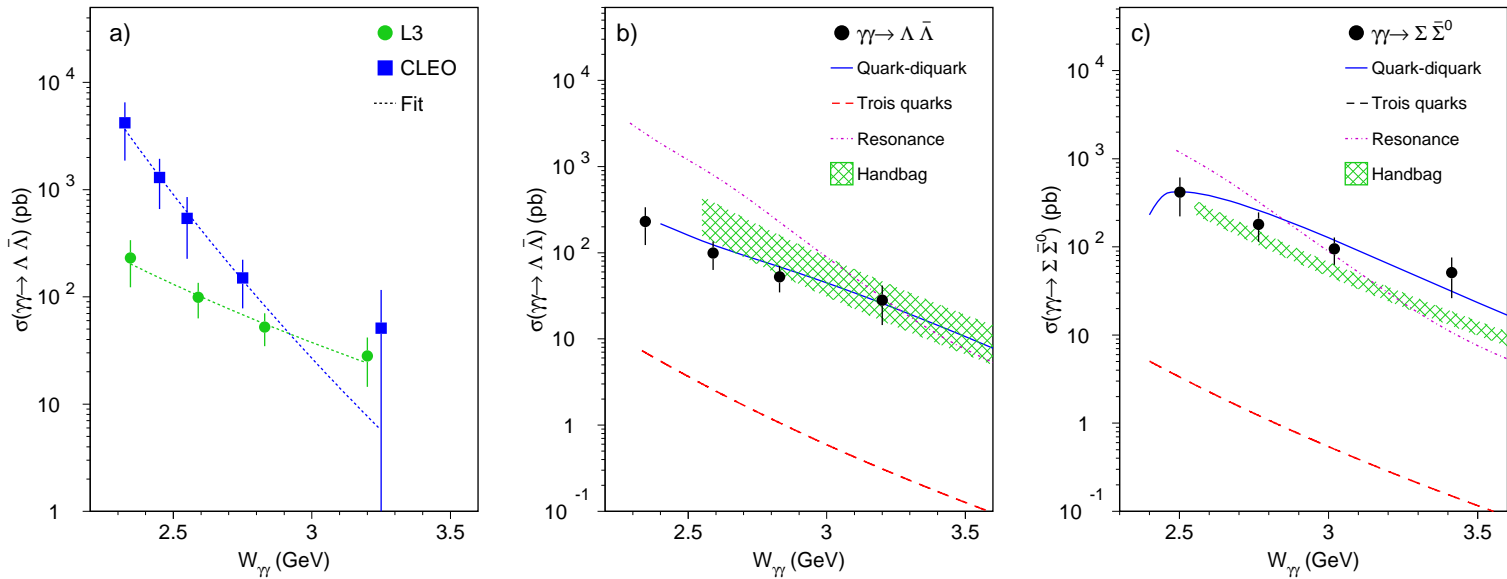 a)
L3
CLEO
Fit
σ(γγ→ Λ Λ̄) (pb)
10^4
10^3
10^2
10
1
2.5
3
3.5
W_γγ (GeV)
b)
γγ→ Λ Λ̄
Quark-diquark
Trois quarks
Resonance
Handbag
σ(γγ→ Λ Λ̄) (pb)
10^4
10^3
10^2
10
1
10^-1
2.5
3
3.5
W_γγ (GeV)
c)
γγ→ Σ Σ̄^0
Quark-diquark
Trois quarks
Resonance
Handbag
σ(γγ→ Σ Σ̄^0) (pb)
10^4
10^3
10^2
10
1
10^-1
2.5
3
3.5
W_γγ (GeV)